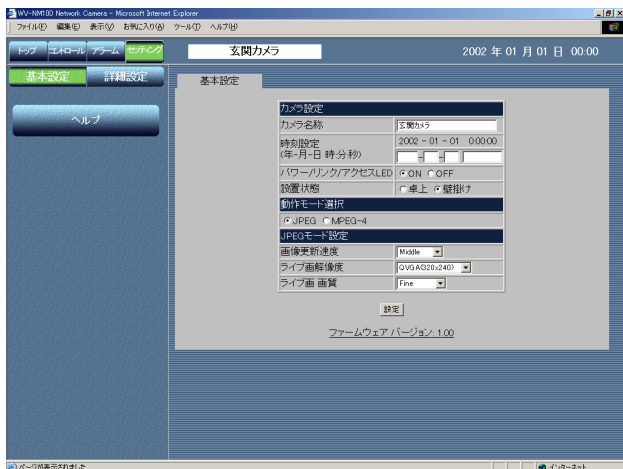 WV-NM100 Network Camera - Microsoft Internet Explorer
ファイル(F) 編集(E) 表示(V) お気に入り(A) ツール(T) ヘルプ(H)
トップ コントロール アラーム セッティング 玄関カメラ 2002 年 01 月 01 日 00:00
基本設定 詳細設定
ヘルプ
基本設定
カメラ設定
カメラ名称 玄関カメラ
時刻設定 2002 - 01 - 01 0:00:00
(年-月-日 時:分:秒) - -
パワー/リンク/アクセスLED ON OFF
設置状態 卓上 壁掛け
動作モード選択
JPEG MPEG-4
JPEGモード設定
画像更新速度 Middle
ライブ画解像度 QVGA(320x240)
ライブ画 画質 Fine
設定
ファームウェア バージョン: 1.00
ページが表示されました インターネット